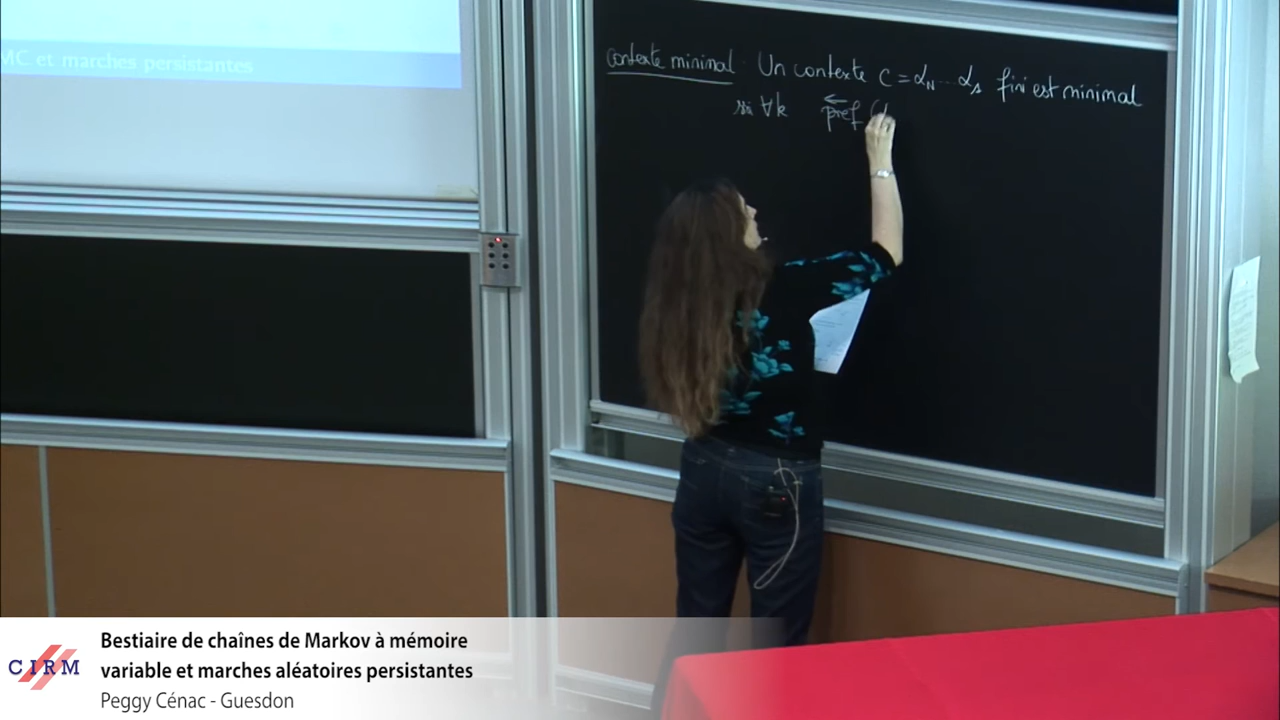 MC et marches persistantes
contexte minimal Un contexte c = α_N ... α_1 fini est minimal
si ∀k pref (
CIRM
Bestiaire de chaînes de Markov à mémoire
variable et marches aléatoires persistantes
Peggy Cénac - Guesdon